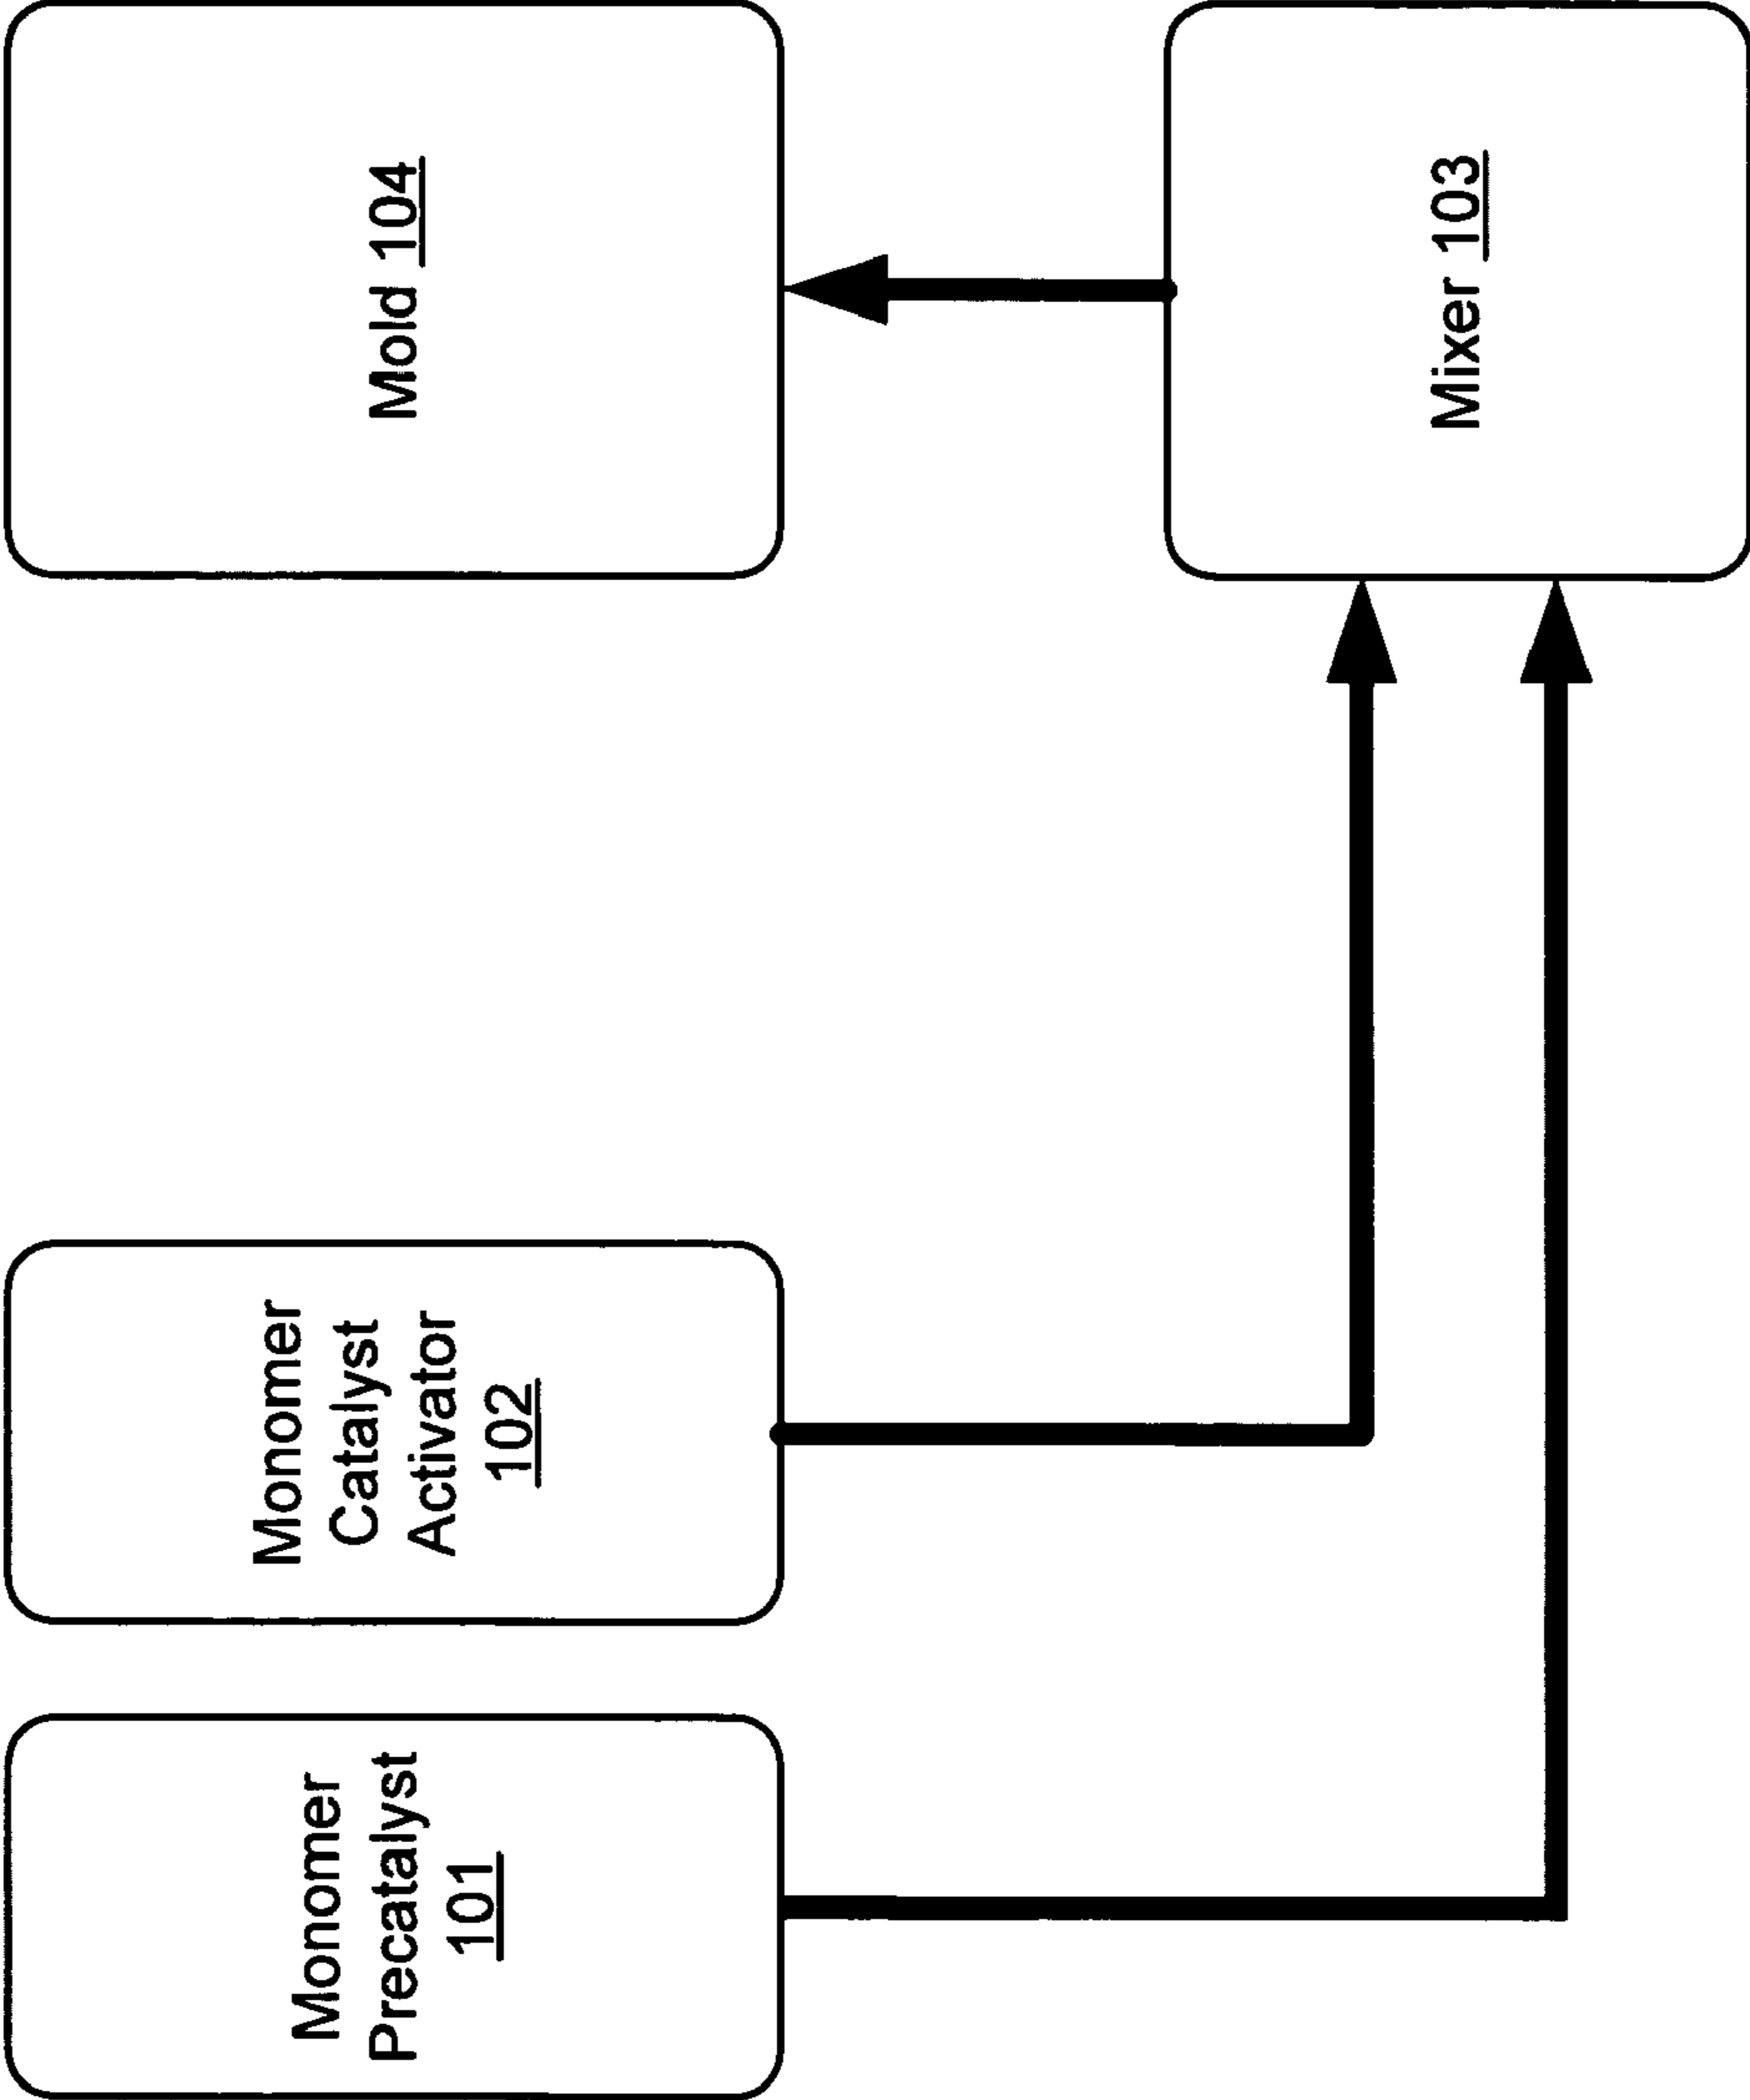 Monomer
Precatalyst
101
Monomer
Catalyst
Activator
102
Mold 104
Mixer 103